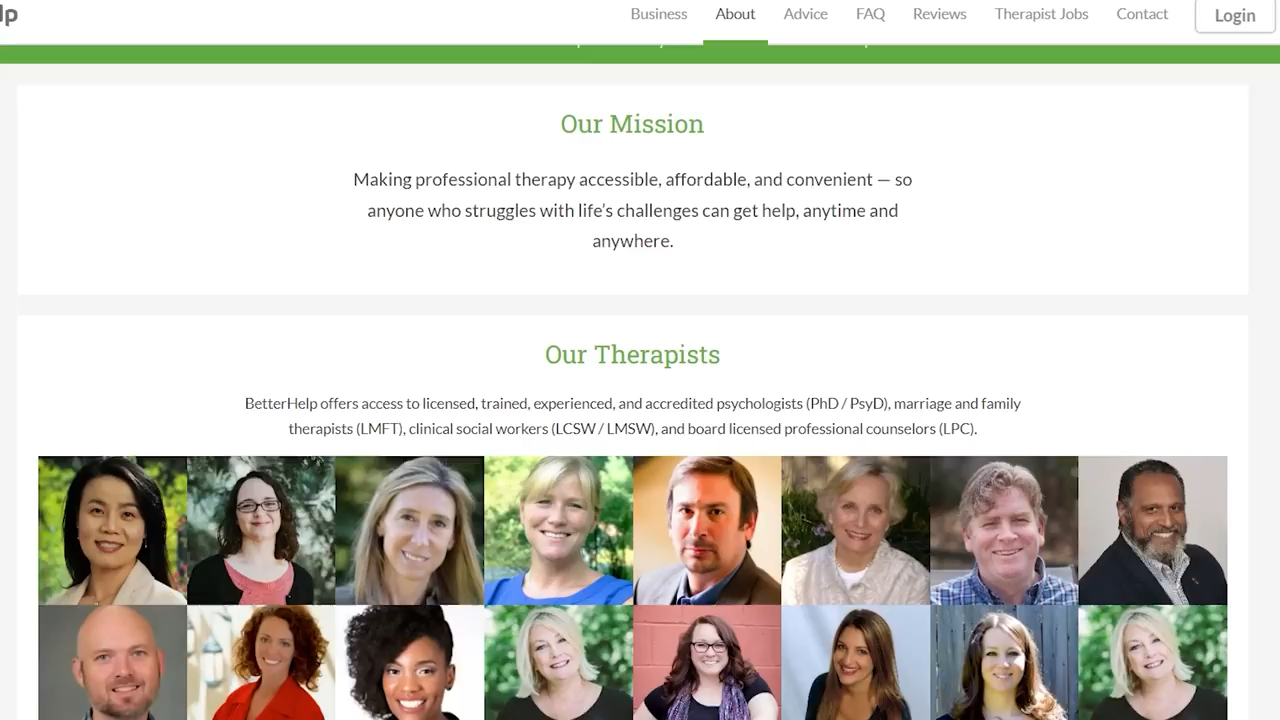 lp Business About Advice FAQ Reviews Therapist Jobs Contact Login
Our Mission
Making professional therapy accessible, affordable, and convenient — so
anyone who struggles with life's challenges can get help, anytime and
anywhere.
Our Therapists
BetterHelp offers access to licensed, trained, experienced, and accredited psychologists (PhD / PsyD), marriage and family
therapists (LMFT), clinical social workers (LCSW / LMSW), and board licensed professional counselors (LPC).